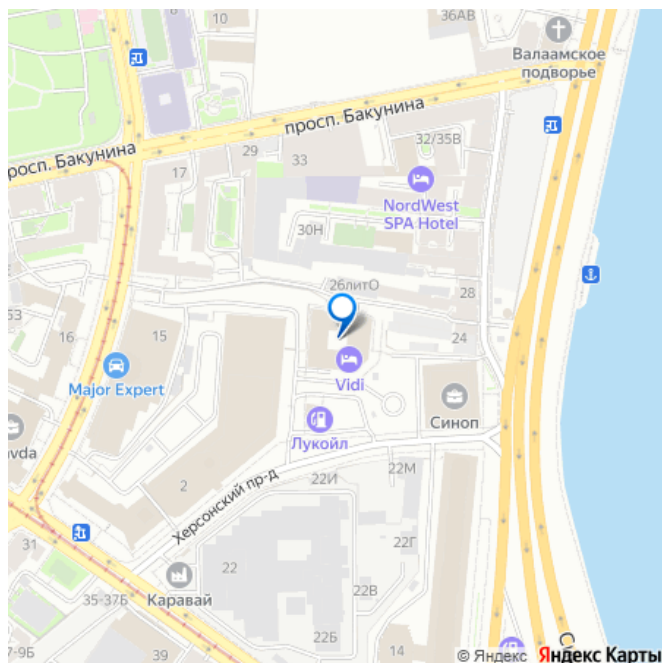 8
36АВ
Валаамское
подворье
10
просп. Бакунина
32/35В
просп. Бакунина
29
33
17
NordWest
SPA Hotel
30Н
26литО
28
53
16
15
24
Major Expert
Vidi
Синоп
avda
Лукойл
22М
22И
2
Херсонский пр-д
31
22Г
22
35-37Б
Каравай
22В
22Б
7-9Б
39
14
© Яндекс Яндекс Карты